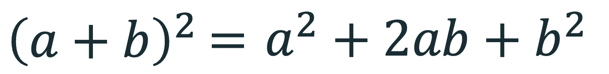 (a + b)² = a² + 2ab + b²